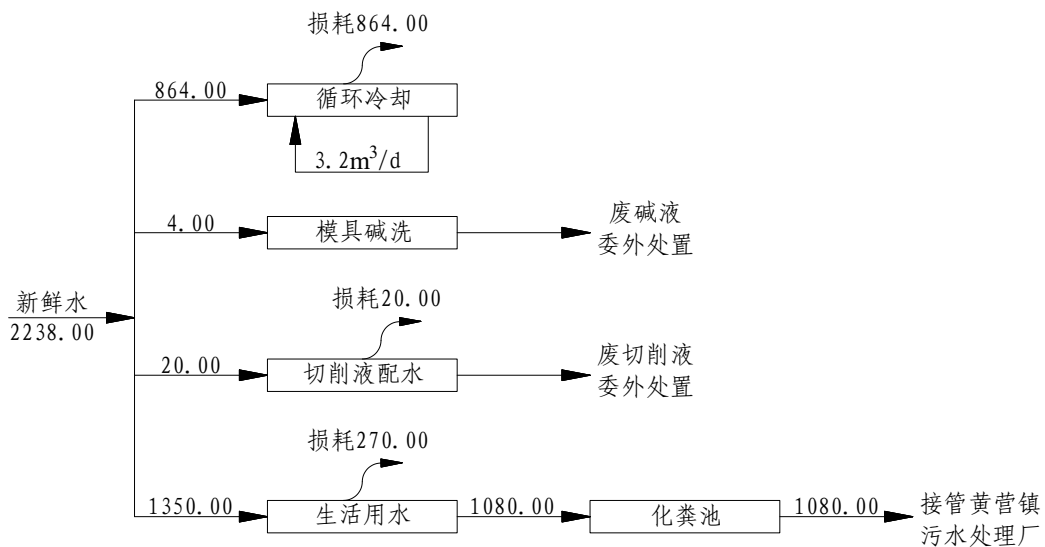 损耗864.00
864.00
循环冷却
3.2m³/d
4.00
模具碱洗
废碱液
委外处置
新鲜水
2238.00
损耗20.00
20.00
切削液配水
废切削液
委外处置
损耗270.00
1350.00
生活用水
1080.00
化粪池
1080.00
接管黄营镇
污水处理厂